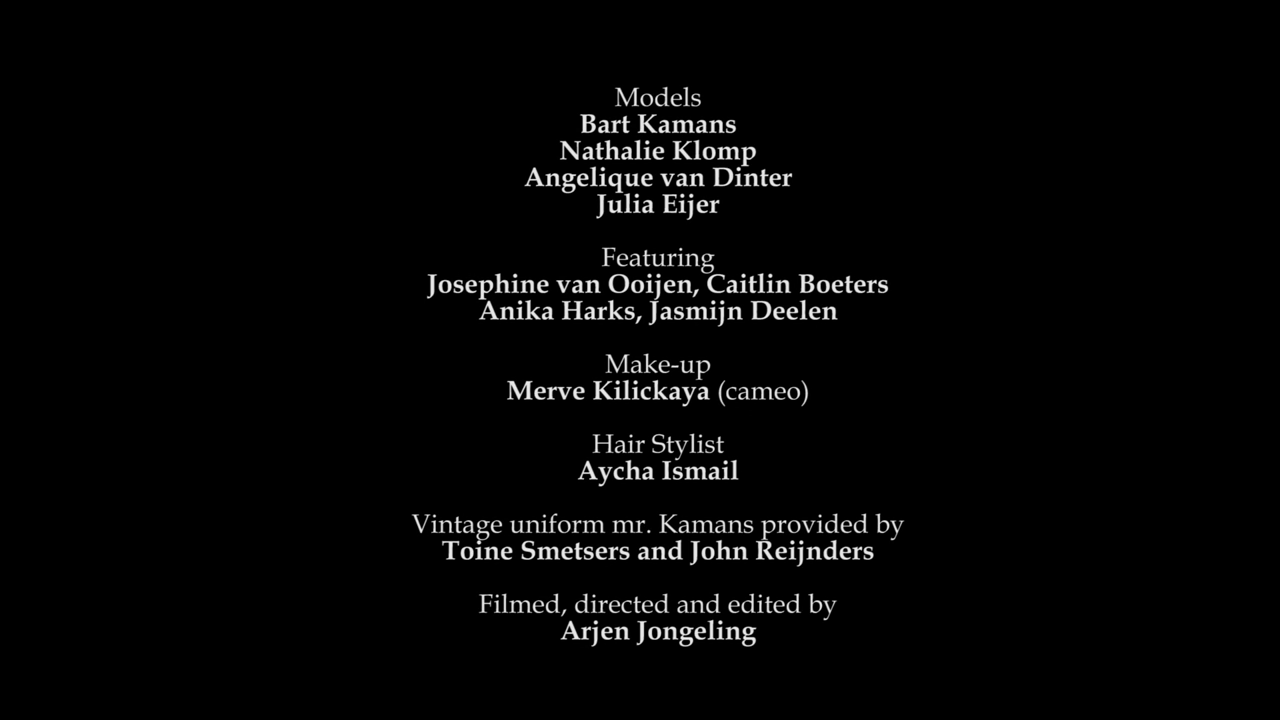 Models
Bart Kamans
Nathalie Klomp
Angelique van Dinter
Julia Eijer
Featuring
Josephine van Ooijen, Caitlin Boeters
Anika Harks, Jasmijn Deelen
Make-up
Merve Kilickaya (cameo)
Hair Stylist
Aycha Ismail
Vintage uniform mr. Kamans provided by
Toine Smetsers and John Reijnders
Filmed, directed and edited by
Arjen Jongeling